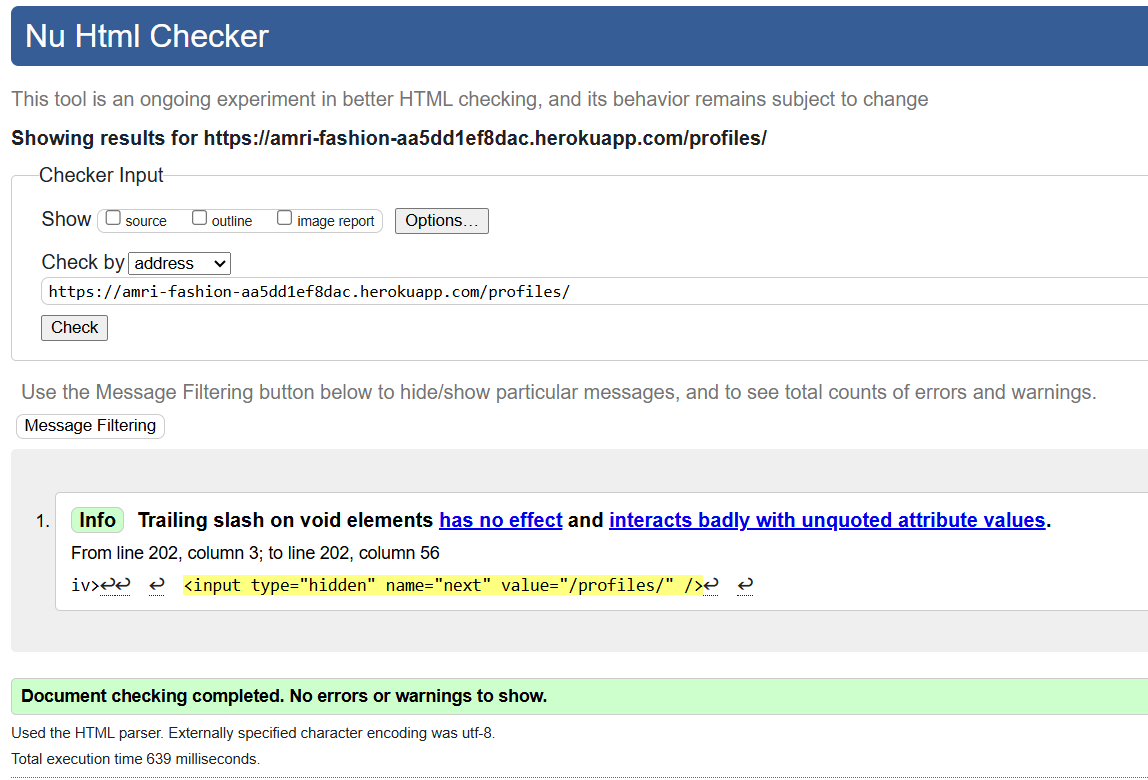 Nu Html Checker
This tool is an ongoing experiment in better HTML checking, and its behavior remains subject to change
Showing results for https://amri-fashion-aa5dd1ef8dac.herokuapp.com/profiles/
Checker Input
Show source outline image report Options…
Check by address
https://amri-fashion-aa5dd1ef8dac.herokuapp.com/profiles/
Check
Use the Message Filtering button below to hide/show particular messages, and to see total counts of errors and warnings.
Message Filtering
1. Info Trailing slash on void elements has no effect and interacts badly with unquoted attribute values.
From line 202, column 3; to line 202, column 56
iv>↩↩ ↩ <input type="hidden" name="next" value="/profiles/" />↩ ↩
Document checking completed. No errors or warnings to show.
Used the HTML parser. Externally specified character encoding was utf-8.
Total execution time 639 milliseconds.